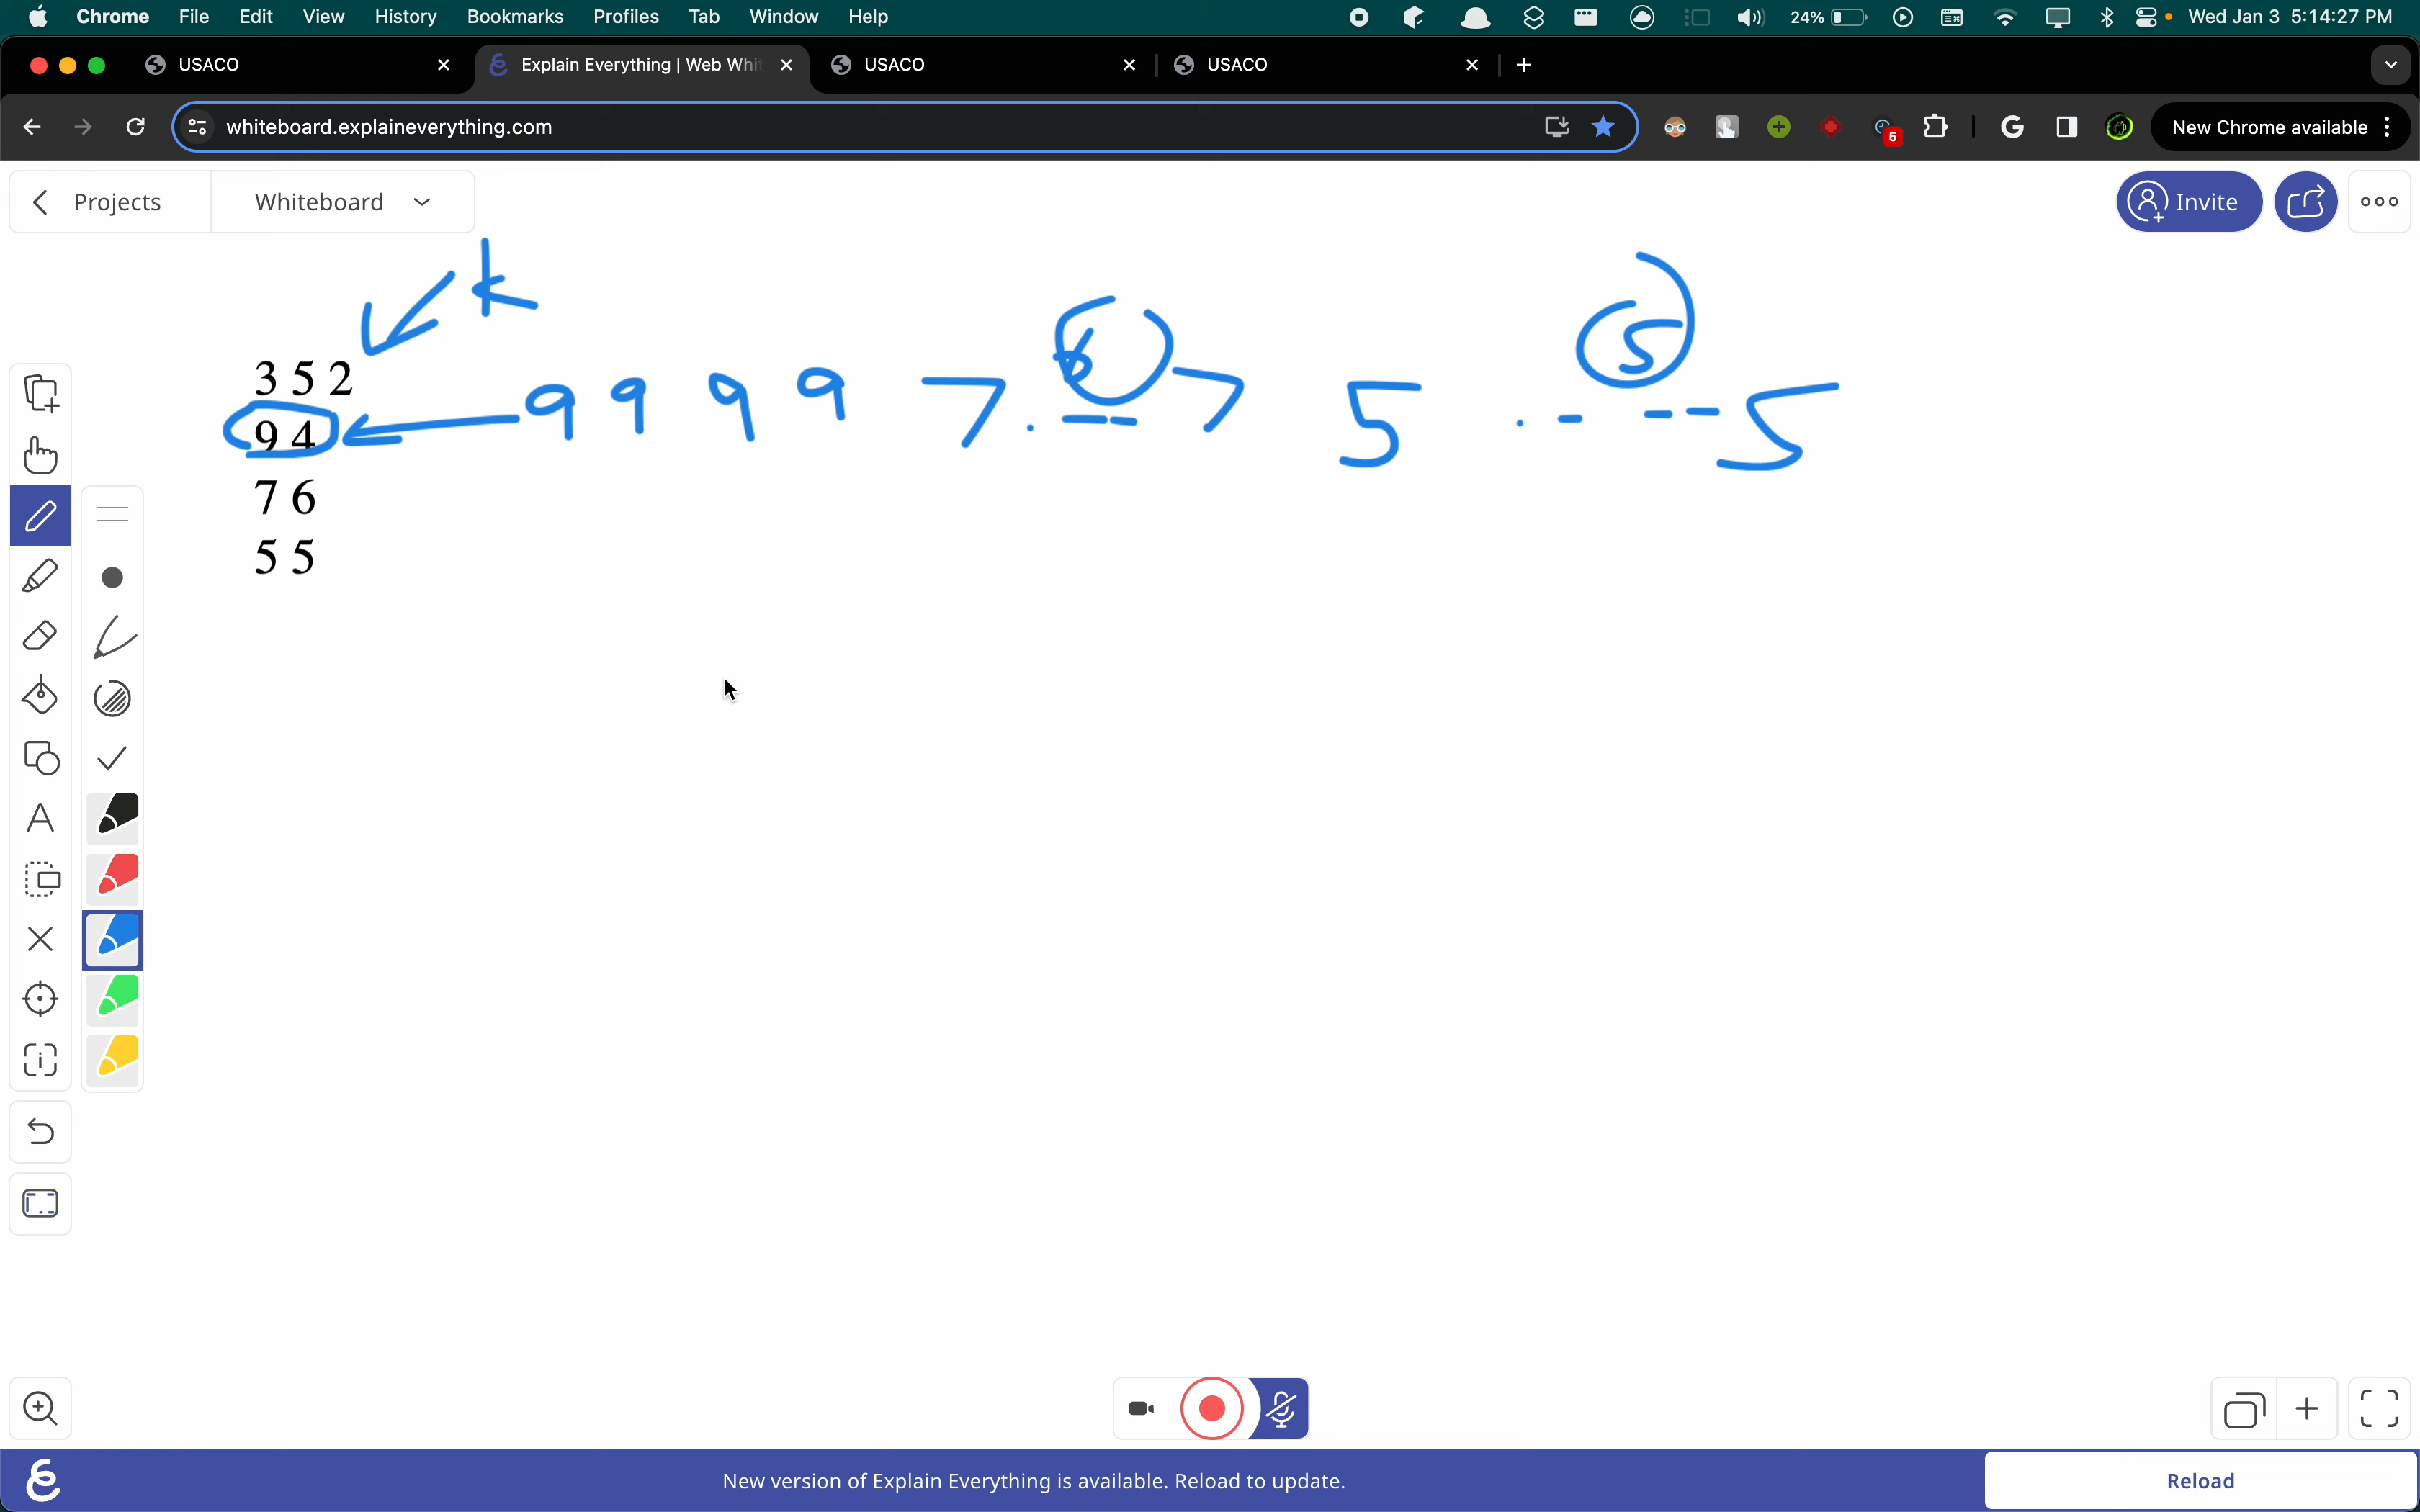 Chrome File Edit View History Bookmarks Profiles Tab Window Help 24% Wed Jan 3 5:14:27 PM
USACO Explain Everything | Web Whi USACO USACO
whiteboard.explaineverything.com 5 New Chrome available
Projects Whiteboard Invite
k
3 5 2
6 5
9 4 9 9 9 9 7 . -- 7 5 . - -- 5
7 6
5 5
New version of Explain Everything is available. Reload to update. Reload